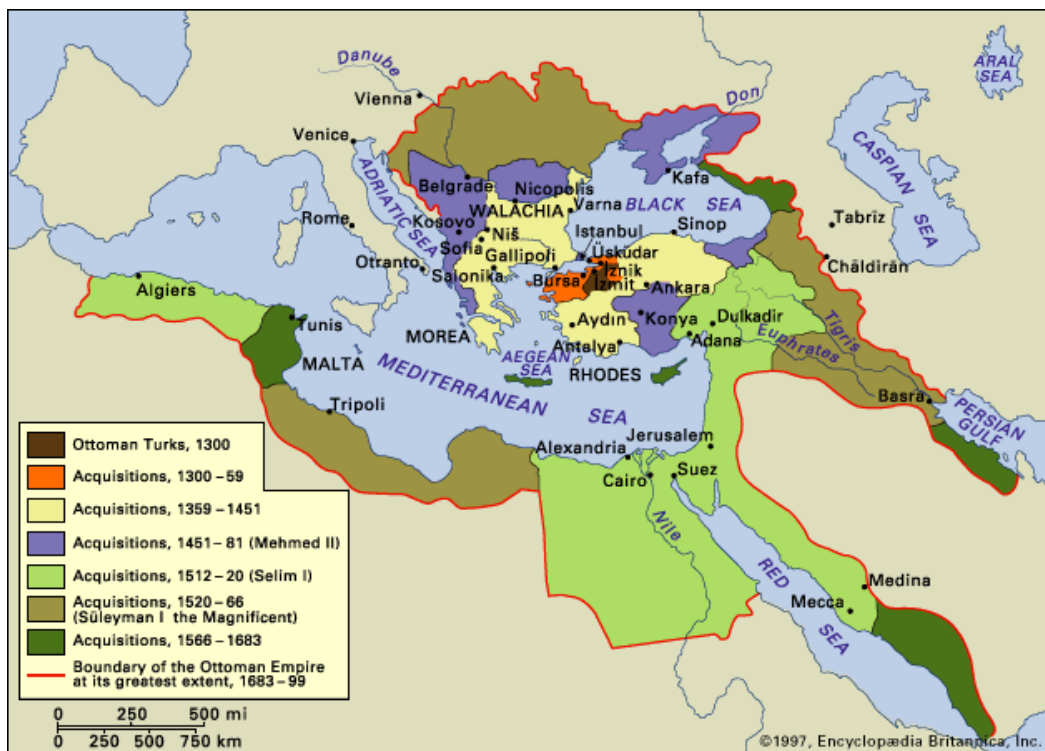 ARAL
SEA
Danube
Vienna
Don
Venice
CASPIAN
SEA
ADRIATIC SEA
Belgrade
Nicopolis
Kafa
WALACHIA
Varna
BLACK SEA
Rome
Kosovo
Niš
Istanbul
Sinop
Tabrīz
Sofia
Üsküdar
Otranto
Salonika
Gallipoli
İznik
Chāldirān
Algiers
Bursa
İzmit
Ankara
Tunis
Aydın
Konya
Dulkadir
Tigris
MOREA
Antalya
Adana
Euphrates
MALTA
AEGEAN
SEA
RHODES
MEDITERRANEAN
SEA
Basra
PERSIAN
GULF
Tripoli
Alexandria
Jerusalem
Cairo
Suez
Nile
RED
SEA
Medina
Mecca
Ottoman Turks, 1300
Acquisitions, 1300–59
Acquisitions, 1359–1451
Acquisitions, 1451–81 (Mehmed II)
Acquisitions, 1512–20 (Selim I)
Acquisitions, 1520–66
(Süleyman I the Magnificent)
Acquisitions, 1566–1683
Boundary of the Ottoman Empire
at its greatest extent, 1683–99
0 250 500 mi
0 250 500 750 km
©1997, Encyclopædia Britannica, Inc.